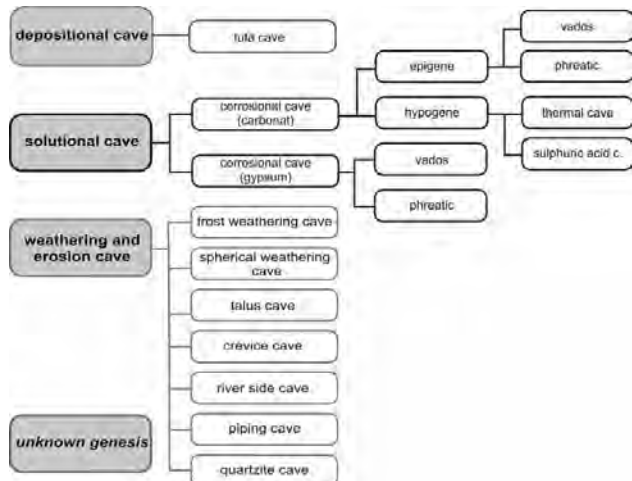 depositional cave
tufa cave
solutional cave
corrosional cave
(carbonat)
epigene
vados
phreatic
hypogene
thermal cave
sulphuric acid c.
corrosional cave
(gypsum)
vados
phreatic
weathering and
erosion cave
frost weathering cave
spherical weathering
cave
talus cave
crevice cave
river side cave
piping cave
quartzite cave
unknown genesis